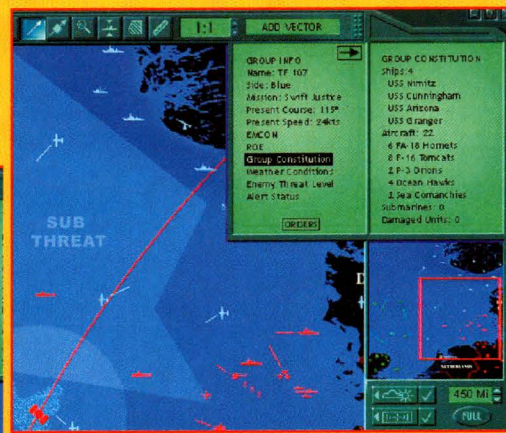 1:1
ADD VECTOR
GROUP INFO
Name: TF 107
Side: Blue
Mission: Swift Justice
Present Course: 115°
Present Speed: 24kts
EMCON
ROE
Group Constitution
Weather Conditions
Enemy Threat Level
Alert Status
ORDERS
GROUP CONSTITUTION
Ships: 4
USS Nimitz
USS Cunningham
USS Arizona
USS Granger
Aircraft: 22
6 FA-18 Hornets
8 F-16 Tomcats
2 P-3 Orions
4 Ocean Hawks
2 Sea Comanchies
Submarines: 0
Damaged Units: 0
SUB
THREAT
D
NETHERLANDS
450 Mi
FULL